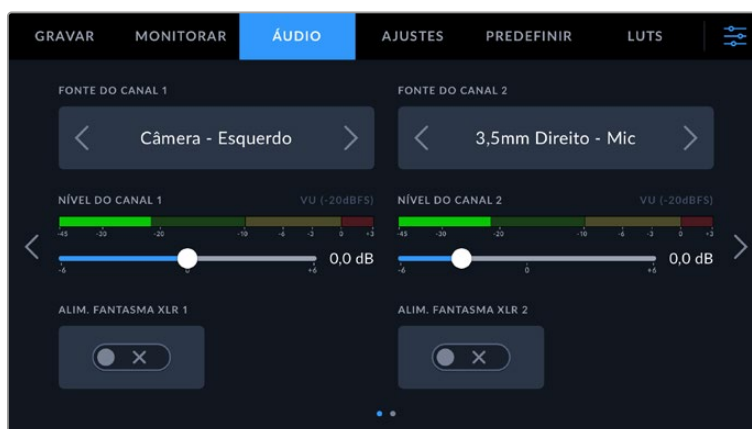 GRAVAR MONITORAR ÁUDIO AJUSTES PREDEFINIR LUTS
FONTE DO CANAL 1 FONTE DO CANAL 2
Câmera - Esquerdo 3,5mm Direito - Mic
NÍVEL DO CANAL 1 VU (-20dBFS) NÍVEL DO CANAL 2 VU (-20dBFS)
-45 -30 -20 -10 -6 -3 0 +3 -45 -30 -20 -10 -6 -3 0 +3
0,0 dB 0,0 dB
-6 0 +6 -6 0 +6
ALIM. FANTASMA XLR 1 ALIM. FANTASMA XLR 2